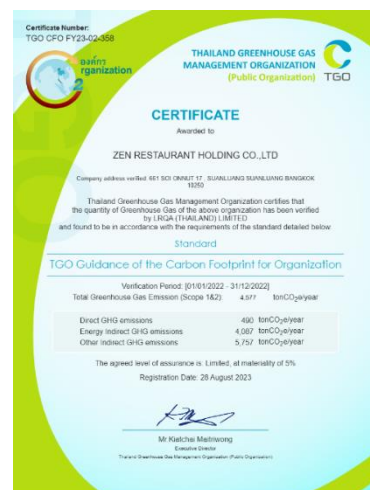 Certificate Number:
TGO CFO FY23-02-358
องค์กร
rganization
2
THAILAND GREENHOUSE GAS
MANAGEMENT ORGANIZATION
(Public Organization)
TGO
CERTIFICATE
Awarded to
ZEN RESTAURANT HOLDING CO.,LTD
Company address verified: 661 SOI ONNUT 17 , SUANLUANG SUANLUANG BANGKOK
10250
Thailand Greenhouse Gas Management Organization certifies that
the quantity of Greenhouse Gas of the above organization has been verified
by LRQA (THAILAND) LIMITED
and found to be in accordance with the requirements of the standard detailed below.
Standard
TGO Guidance of the Carbon Footprint for Organization
Verification Period: [01/01/2022 - 31/12/2022]
Total Greenhouse Gas Emission (Scope 1&2): 4,577 tonCO2e/year
Direct GHG emissions 490 tonCO2e/year
Energy Indirect GHG emissions 4,087 tonCO2e/year
Other Indirect GHG emissions 5,757 tonCO2e/year
The agreed level of assurance is: Limited, at materiality of 5%
Registration Date: 28 August 2023
Mr.Kiatchai Maitriwong
Executive Director
Thailand Greenhouse Gas Management Organization (Public Organization)